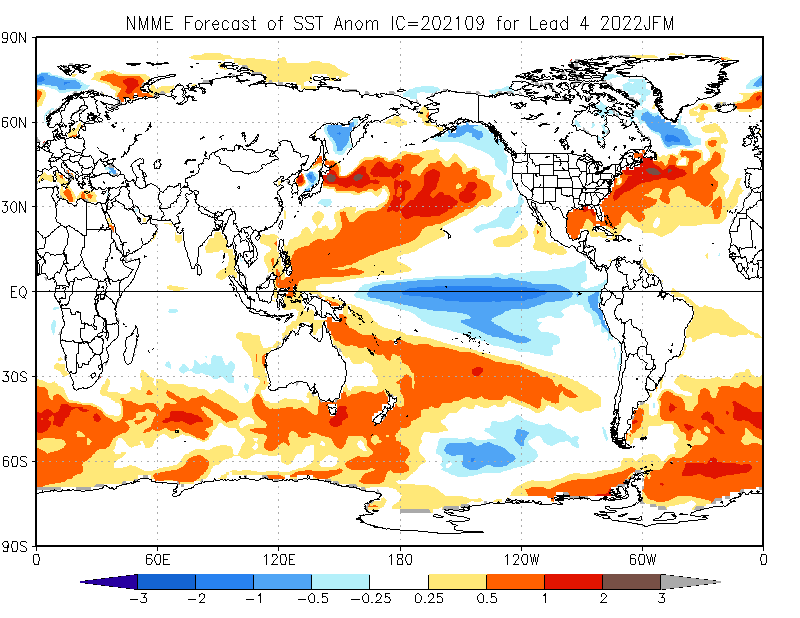 NMME Forecast of SST Anom IC=202109 for Lead 4 2022JFM
90N
60N
30N
EQ
30S
60S
90S
0 60E 120E 180 120W 60W 0
-3 -2 -1 -0.5 -0.25 0.25 0.5 1 2 3